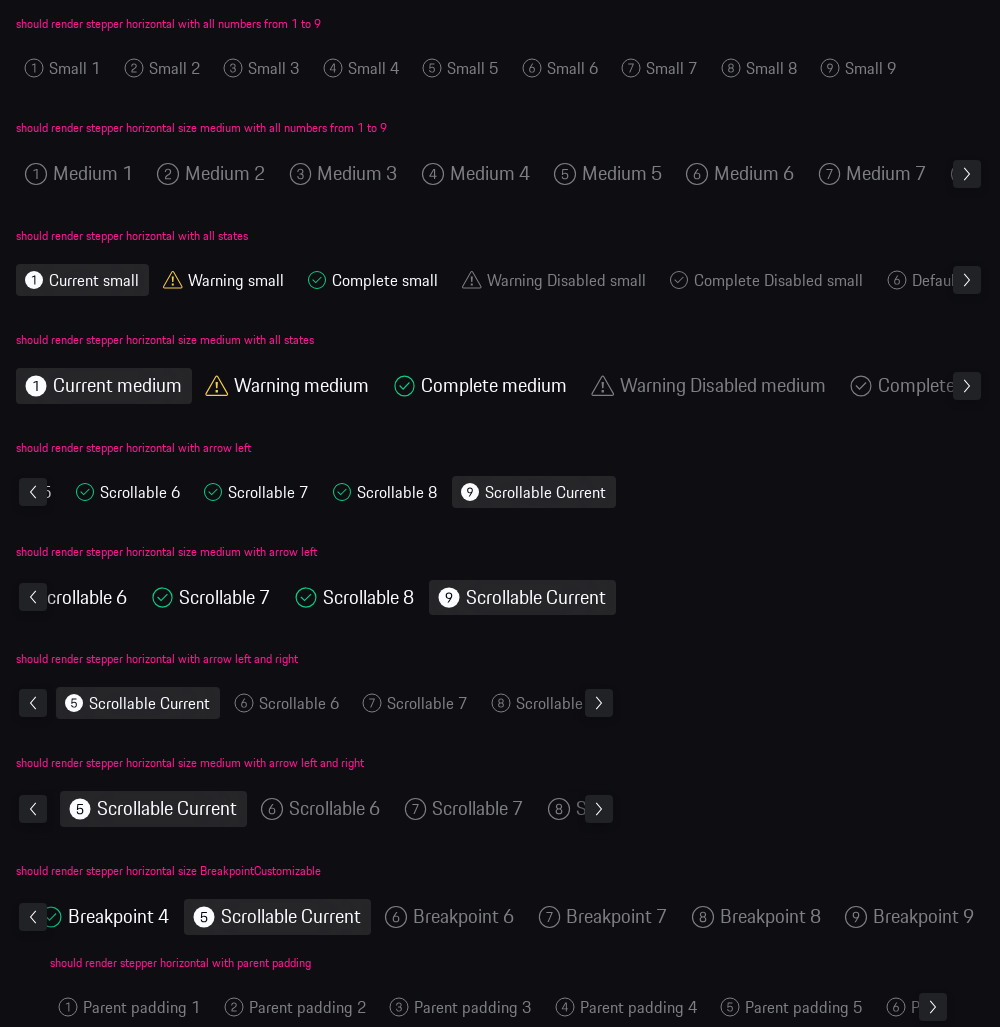 should render stepper horizontal with all numbers from 1 to 9
1 Small 1 2 Small 2 3 Small 3 4 Small 4 5 Small 5 6 Small 6 7 Small 7 8 Small 8 9 Small 9
should render stepper horizontal size medium with all numbers from 1 to 9
1 Medium 1 2 Medium 2 3 Medium 3 4 Medium 4 5 Medium 5 6 Medium 6 7 Medium 7
should render stepper horizontal with all states
1 Current small Warning small Complete small Warning Disabled small Complete Disabled small 6 Defau
should render stepper horizontal size medium with all states
1 Current medium Warning medium Complete medium Warning Disabled medium Complete
should render stepper horizontal with arrow left
5 Scrollable 6 Scrollable 7 Scrollable 8 9 Scrollable Current
should render stepper horizontal size medium with arrow left
crollable 6 Scrollable 7 Scrollable 8 9 Scrollable Current
should render stepper horizontal with arrow left and right
5 Scrollable Current 6 Scrollable 6 7 Scrollable 7 8 Scrollable
should render stepper horizontal size medium with arrow left and right
5 Scrollable Current 6 Scrollable 6 7 Scrollable 7 8 S
should render stepper horizontal size BreakpointCustomizable
Breakpoint 4 5 Scrollable Current 6 Breakpoint 6 7 Breakpoint 7 8 Breakpoint 8 9 Breakpoint 9
should render stepper horizontal with parent padding
1 Parent padding 1 2 Parent padding 2 3 Parent padding 3 4 Parent padding 4 5 Parent padding 5 6 P